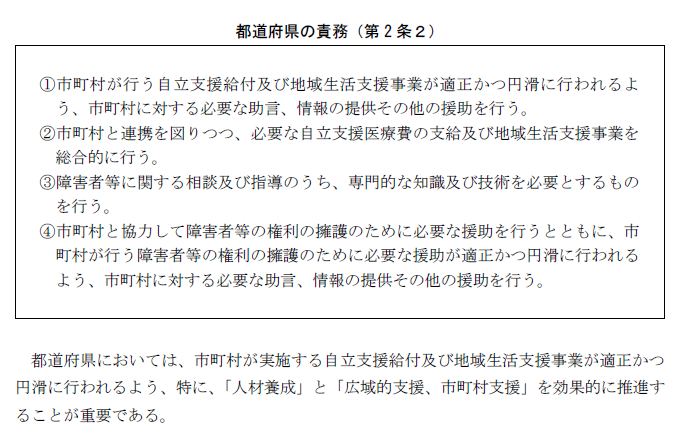 都道府県の責務（第２条２）
①市町村が行う自立支援給付及び地域生活支援事業が適正かつ円滑に行われるよ
う、市町村に対する必要な助言、情報の提供その他の援助を行う。
②市町村と連携を図りつつ、必要な自立支援医療費の支給及び地域生活支援事業を
総合的に行う。
③障害者等に関する相談及び指導のうち、専門的な知識及び技術を必要とするもの
を行う。
④市町村と協力して障害者等の権利の擁護のために必要な援助を行うとともに、市
町村が行う障害者等の権利の擁護のために必要な援助が適正かつ円滑に行われる
よう、市町村に対する必要な助言、情報の提供その他の援助を行う。
都道府県においては、市町村が実施する自立支援給付及び地域生活支援事業が適正かつ
円滑に行われるよう、特に、「人材養成」と「広域的支援、市町村支援」を効果的に推進す
ることが重要である。